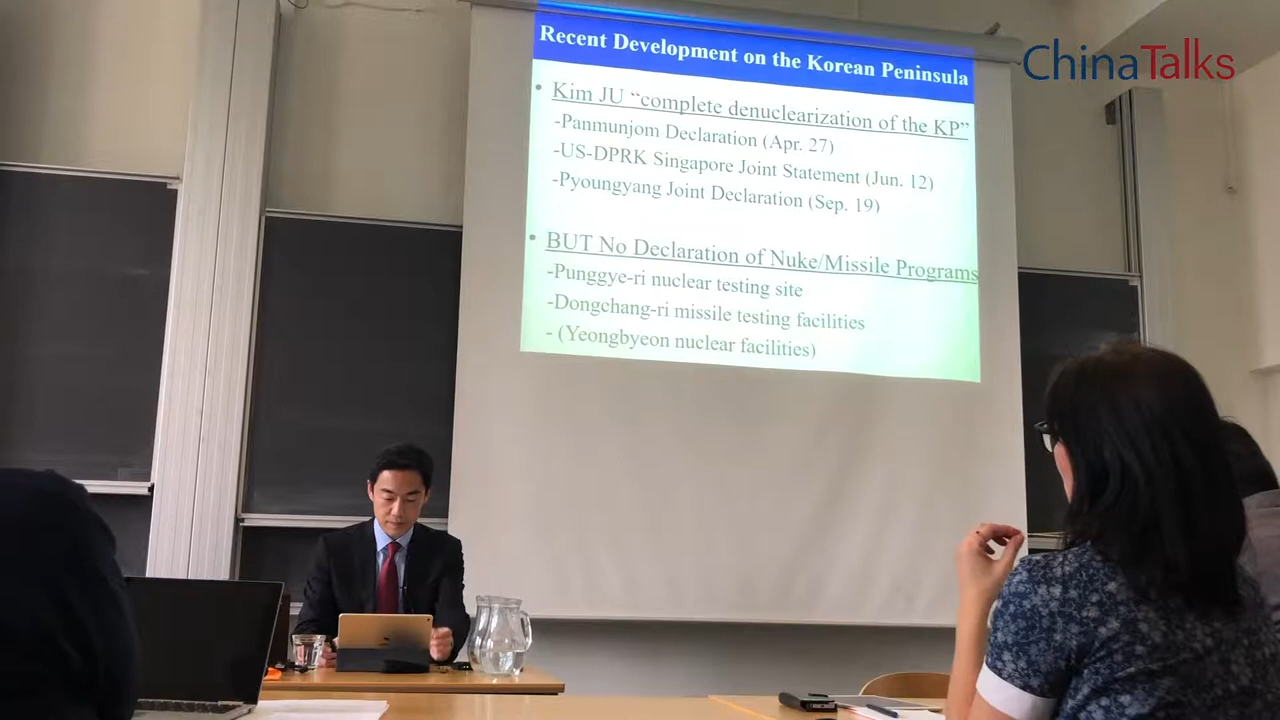 Recent Development on the Korean Peninsula
ChinaTalks
• Kim JU “complete denuclearization of the KP”
-Panmunjom Declaration (Apr. 27)
-US-DPRK Singapore Joint Statement (Jun. 12)
-Pyoungyang Joint Declaration (Sep. 19)
• BUT No Declaration of Nuke/Missile Programs
-Punggye-ri nuclear testing site
-Dongchang-ri missile testing facilities
- (Yeongbyeon nuclear facilities)